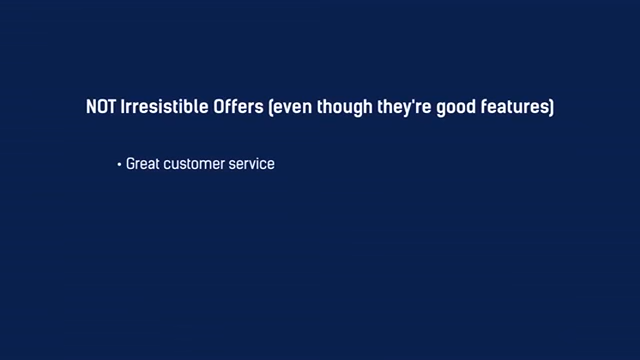 NOT Irresistible Offers (even though they're good features)
• Great customer service